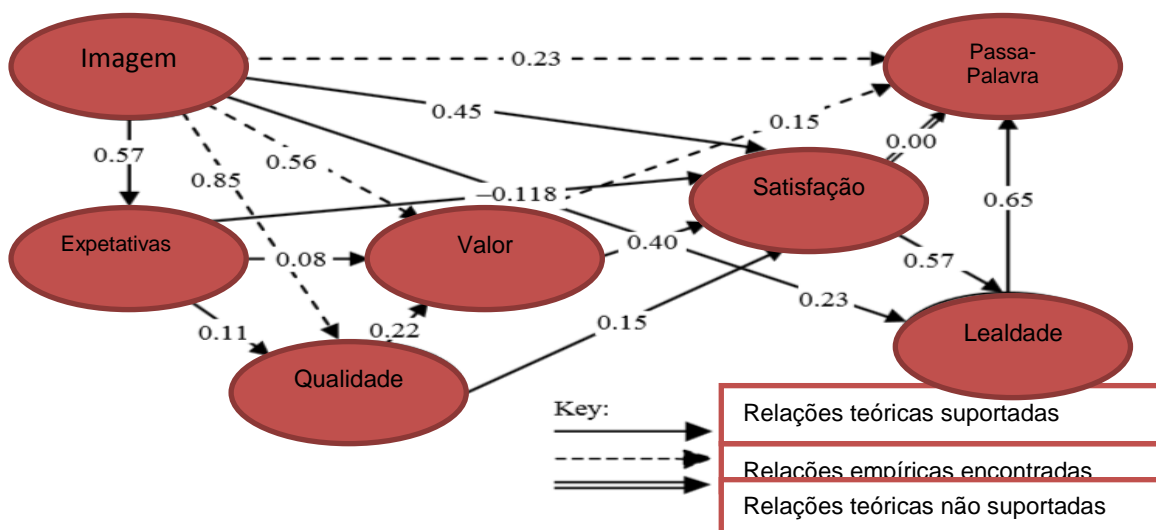 Imagem
0.23
Passa-
Palavra
0.45
0.15
0.57
0.56
0.00
0.85
Satisfação
–0.118
0.65
Expetativas
Valor
0.40
0.08
0.57
0.23
0.11
0.22
0.15
Lealdade
Qualidade
Key:
Relações teóricas suportadas
Relações empíricas encontradas
Relações teóricas não suportadas